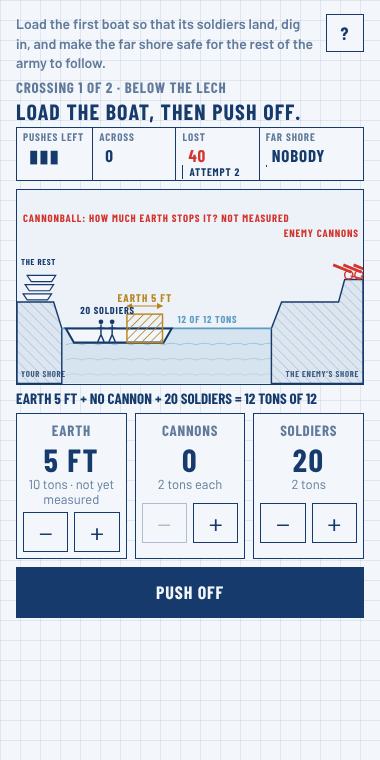 Load the first boat so that its soldiers land, dig
in, and make the far shore safe for the rest of the
army to follow.
?
CROSSING 1 OF 2 · BELOW THE LECH
LOAD THE BOAT, THEN PUSH OFF.
PUSHES LEFT
ACROSS
0
LOST
40
ATTEMPT 2
FAR SHORE
NOBODY
CANNONBALL: HOW MUCH EARTH STOPS IT? NOT MEASURED
ENEMY CANNONS
THE REST
EARTH 5 FT
20 SOLDIERS
12 OF 12 TONS
YOUR SHORE
THE ENEMY'S SHORE
EARTH 5 FT + NO CANNON + 20 SOLDIERS = 12 TONS OF 12
EARTH
5 FT
10 tons · not yet
measured
− +
CANNONS
0
2 tons each
− +
SOLDIERS
20
2 tons
− +
PUSH OFF